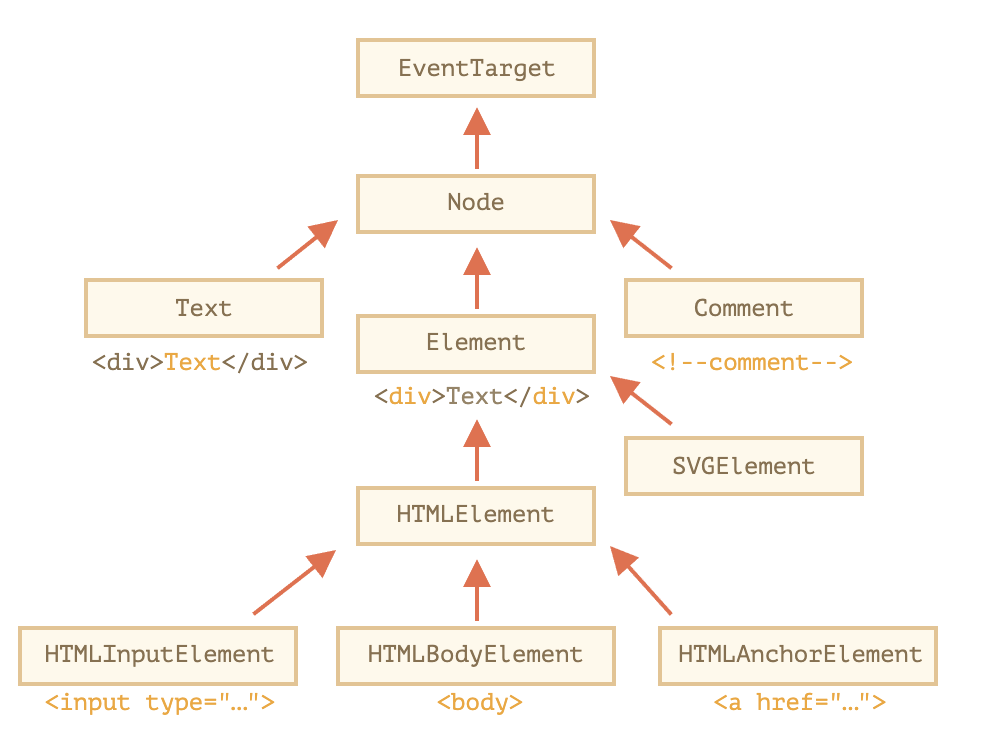 EventTarget
Node
Text
<div>Text</div>
Element
<div>Text</div>
Comment
<!--comment-->
SVGElement
HTMLElement
HTMLInputElement
<input type="…">
HTMLBodyElement
<body>
HTMLAnchorElement
<a href="…">